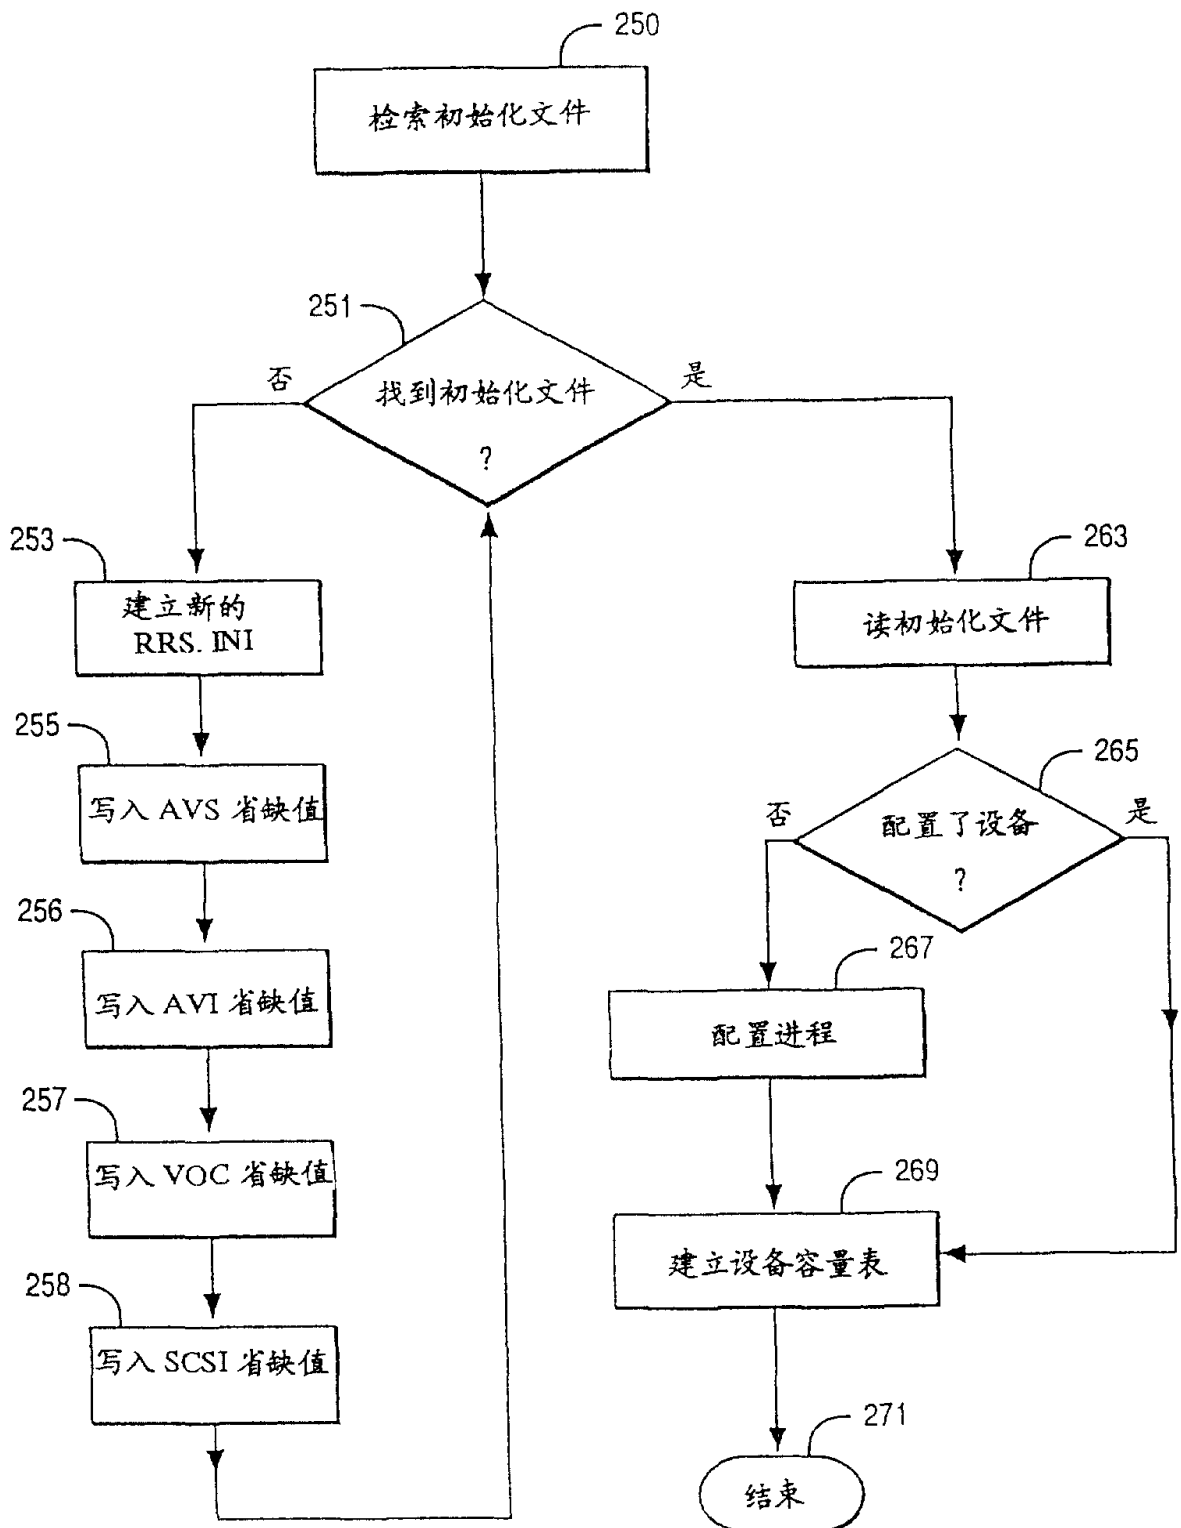 250
检索初始化文件
251
否
找到初始化文件
?
是
253
建立新的
RRS. INI
263
读初始化文件
255
写入 AVS 省缺值
265
否
配置了设备
?
是
256
写入 AVI 省缺值
267
配置进程
257
写入 VOC 省缺值
269
建立设备容量表
258
写入 SCSI 省缺值
271
结束